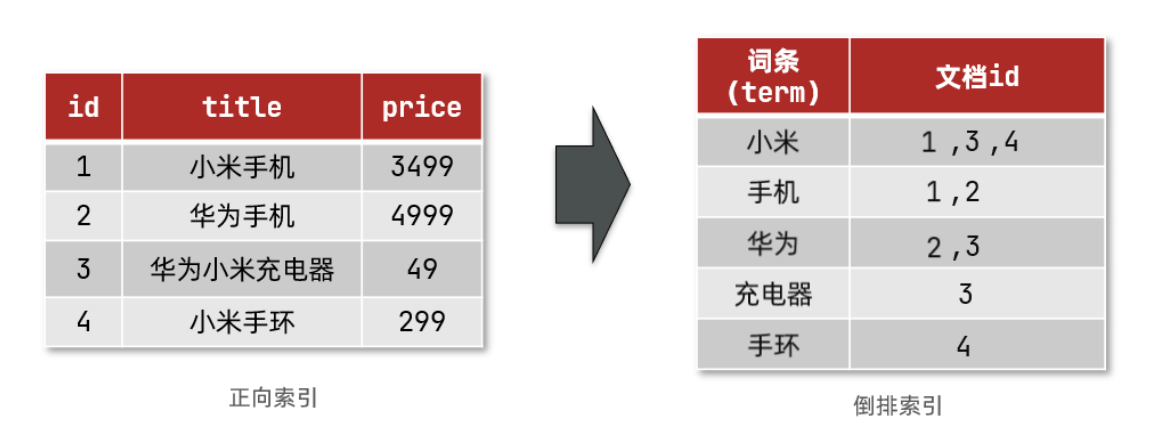 id title price
1 小米手机 3499
2 华为手机 4999
3 华为小米充电器 49
4 小米手环 299
正向索引
词条
(term) 文档id
小米 1 ,3 ,4
手机 1 ,2
华为 2 ,3
充电器 3
手环 4
倒排索引